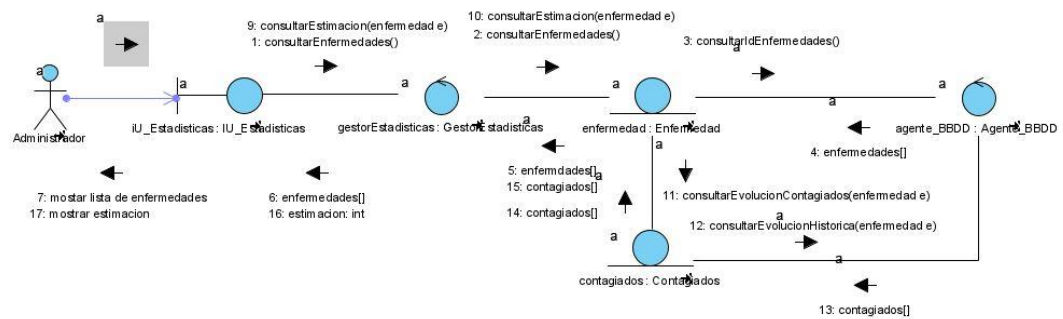 a
9: consultarEstimacion(enfermedad e)
1: consultarEnfermedades()
10: consultarEstimacion(enfermedad e)
2: consultarEnfermedades()
3: consultarIdEnfermedades()
a
a
a
a
a
a
a
Administrador
iU_Estadisticas : IU_Estadisticas
gestorEstadisticas : GestorEstadisticas
a
enfermedad : Enfermedad
a
agente_BBDD : Agente_BBDD
a
4: enfermedades[]
7: mostar lista de enfermedades
17: mostrar estimacion
6: enfermedades[]
16: estimacion: int
5: enfermdades[]
15: contagiados[]
a
14: contagiados[]
11: consultarEvolucionContagiados(enfermedad e)
a
12: consultarEvolucionHistorica(enfermedad e)
a
a
contagiados : Contagiados
13: contagiados[]